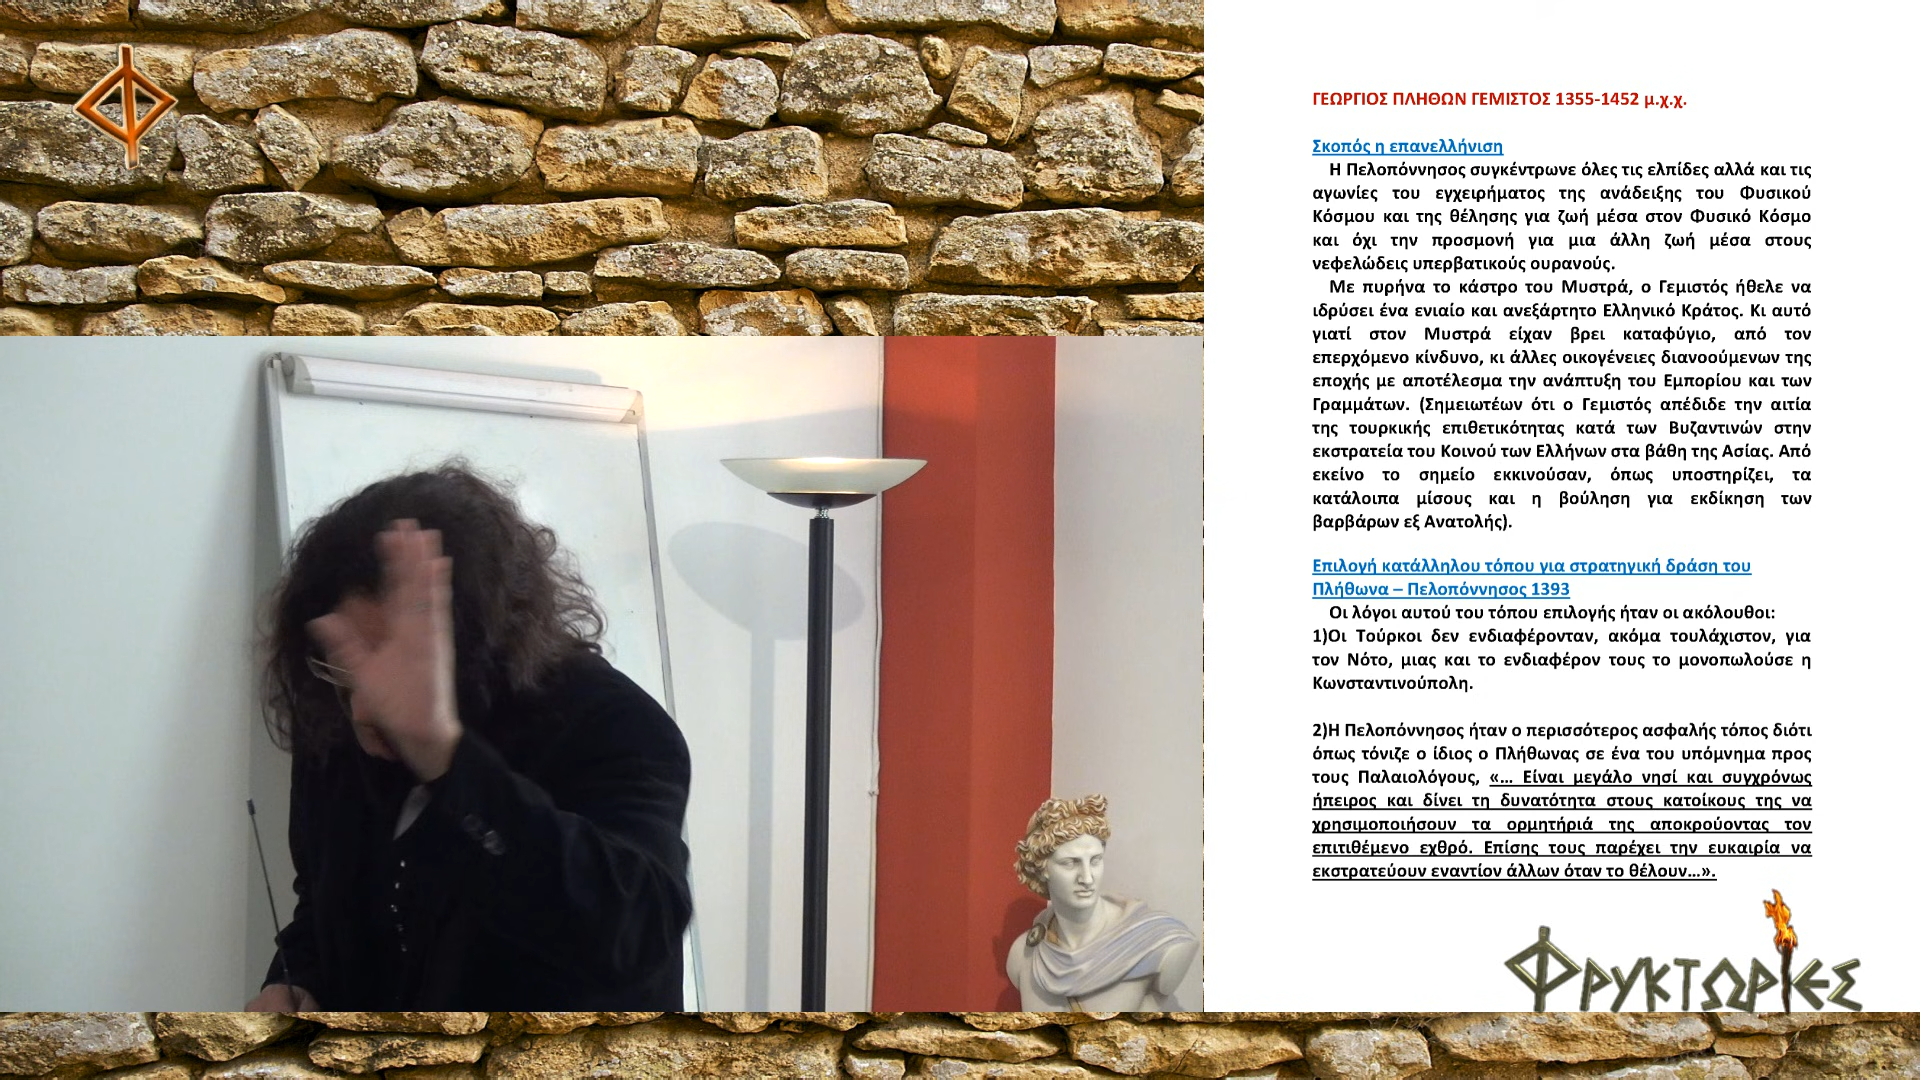 Φ
ΓΕΩΡΓΙΟΣ ΠΛΗΘΩΝ ΓΕΜΙΣΤΟΣ 1355-1452 μ.χ.χ.
Σκοπός η επανελλήνιση
Η Πελοπόννησος συγκέντρωνε όλες τις ελπίδες αλλά και τις
αγωνίες του εγχειρήματος της ανάδειξης του Φυσικού
Κόσμου και της θέλησης για ζωή μέσα στον Φυσικό Κόσμο
και όχι την προσμονή για μια άλλη ζωή μέσα στους
νεφελώδεις υπερβατικούς ουρανούς.
Με πυρήνα το κάστρο του Μυστρά, ο Γεμιστός ήθελε να
ιδρύσει ένα ενιαίο και ανεξάρτητο Ελληνικό Κράτος. Κι αυτό
γιατί στον Μυστρά είχαν βρει καταφύγιο, από τον
επερχόμενο κίνδυνο, κι άλλες οικογένειες διανοούμενων της
εποχής με αποτέλεσμα την ανάπτυξη του Εμπορίου και των
Γραμμάτων. (Σημειωτέων ότι ο Γεμιστός απέδιδε την αιτία
της τουρκικής επιθετικότητας κατά των Βυζαντινών στην
εκστρατεία του Κοινού των Ελλήνων στα βάθη της Ασίας. Από
εκείνο το σημείο εκκινούσαν, όπως υποστηρίζει, τα
κατάλοιπα μίσους και η βούληση για εκδίκηση των
βαρβάρων εξ Ανατολής).
Επιλογή κατάλληλου τόπου για στρατηγική δράση του
Πλήθωνα – Πελοπόννησος 1393
Οι λόγοι αυτού του τόπου επιλογής ήταν οι ακόλουθοι:
1)Οι Τούρκοι δεν ενδιαφέρονταν, ακόμα τουλάχιστον, για
τον Νότο, μιας και το ενδιαφέρον τους το μονοπωλούσε η
Κωνσταντινούπολη.
2)Η Πελοπόννησος ήταν ο περισσότερος ασφαλής τόπος διότι
όπως τόνιζε ο ίδιος ο Πλήθωνας σε ένα του υπόμνημα προς
τους Παλαιολόγους, «... Είναι μεγάλο νησί και συγχρόνως
ήπειρος και δίνει τη δυνατότητα στους κατοίκους της να
χρησιμοποιήσουν τα ορμητήριά της αποκρούοντας τον
επιτιθέμενο εχθρό. Επίσης τους παρέχει την ευκαιρία να
εκστρατεύουν εναντίον άλλων όταν το θέλουν...».
ΦΡΥΚΤΩΡΙΕΣ